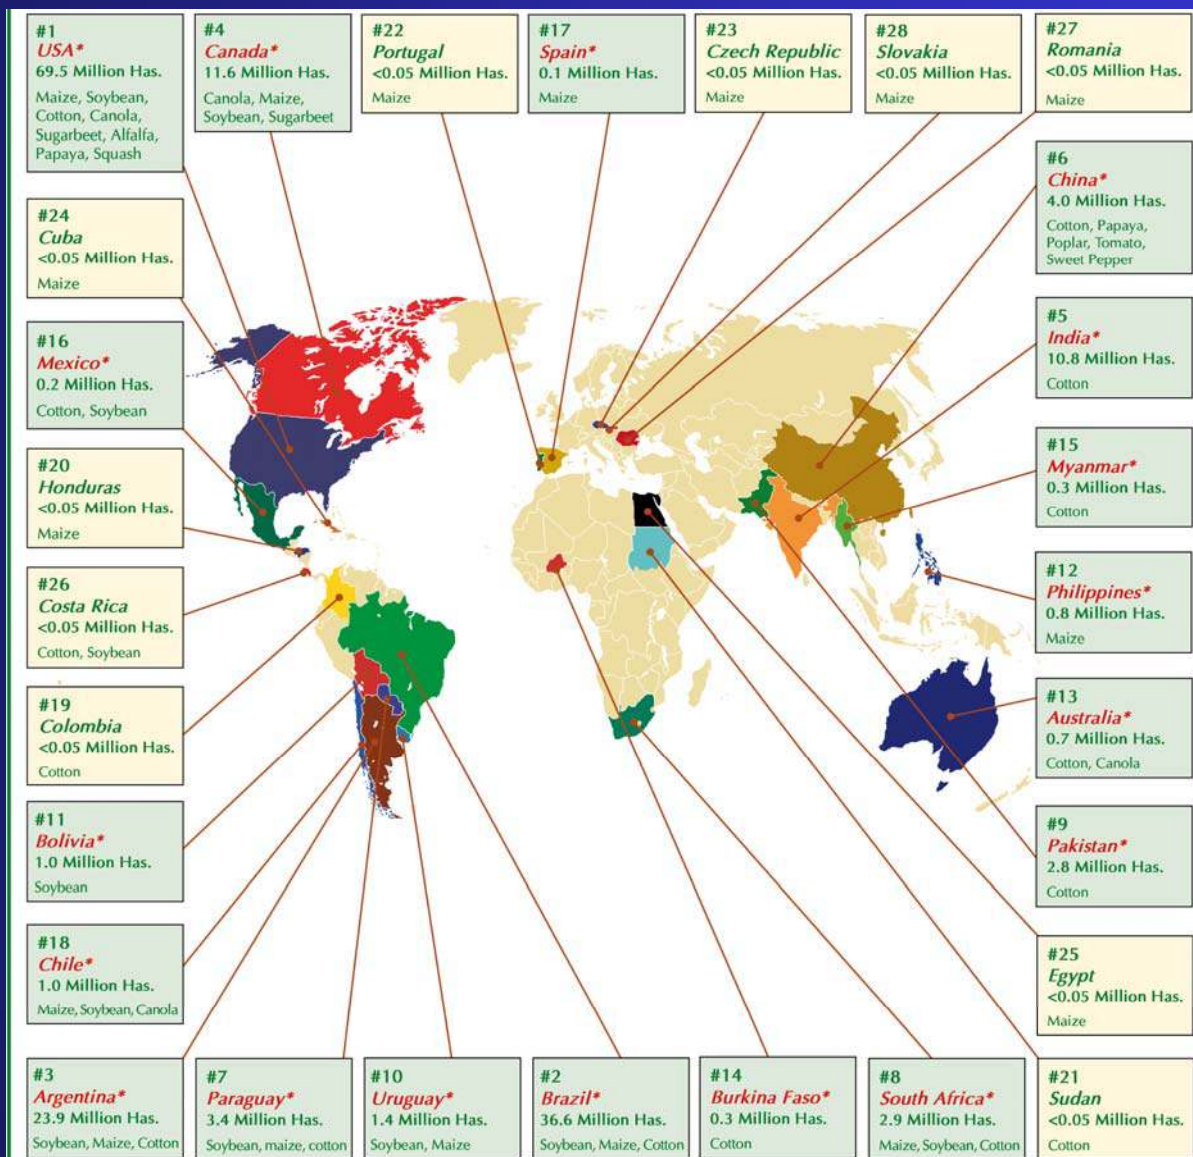 #1
USA*
69.5 Million Has.
Maize, Soybean,
Cotton, Canola,
Sugarbeet, Alfalfa,
Papaya, Squash
#4
Canada*
11.6 Million Has.
Canola, Maize,
Soybean, Sugarbeet
#22
Portugal
<0.05 Million Has.
Maize
#17
Spain*
0.1 Million Has.
Maize
#23
Czech Republic
<0.05 Million Has.
Maize
#28
Slovakia
<0.05 Million Has.
Maize
#27
Romania
<0.05 Million Has.
Maize
#24
Cuba
<0.05 Million Has.
Maize
#16
Mexico*
0.2 Million Has.
Cotton, Soybean
#20
Honduras
<0.05 Million Has.
Maize
#26
Costa Rica
<0.05 Million Has.
Cotton, Soybean
#19
Colombia
<0.05 Million Has.
Cotton
#11
Bolivia*
1.0 Million Has.
Soybean
#18
Chile*
1.0 Million Has.
Maize, Soybean, Canola
#6
China*
4.0 Million Has.
Cotton, Papaya,
Poplar, Tomato,
Sweet Pepper
#5
India*
10.8 Million Has.
Cotton
#15
Myanmar*
0.3 Million Has.
Cotton
#12
Philippines*
0.8 Million Has.
Maize
#13
Australia*
0.7 Million Has.
Cotton, Canola
#9
Pakistan*
2.8 Million Has.
Cotton
#25
Egypt
<0.05 Million Has.
Maize
#3
Argentina*
23.9 Million Has.
Soybean, Maize, Cotton
#7
Paraguay*
3.4 Million Has.
Soybean, maize, cotton
#10
Uruguay*
1.4 Million Has.
Soybean, Maize
#2
Brazil*
36.6 Million Has.
Soybean, Maize, Cotton
#14
Burkina Faso*
0.3 Million Has.
Cotton
#8
South Africa*
2.9 Million Has.
Maize, Soybean, Cotton
#21
Sudan
<0.05 Million Has.
Cotton